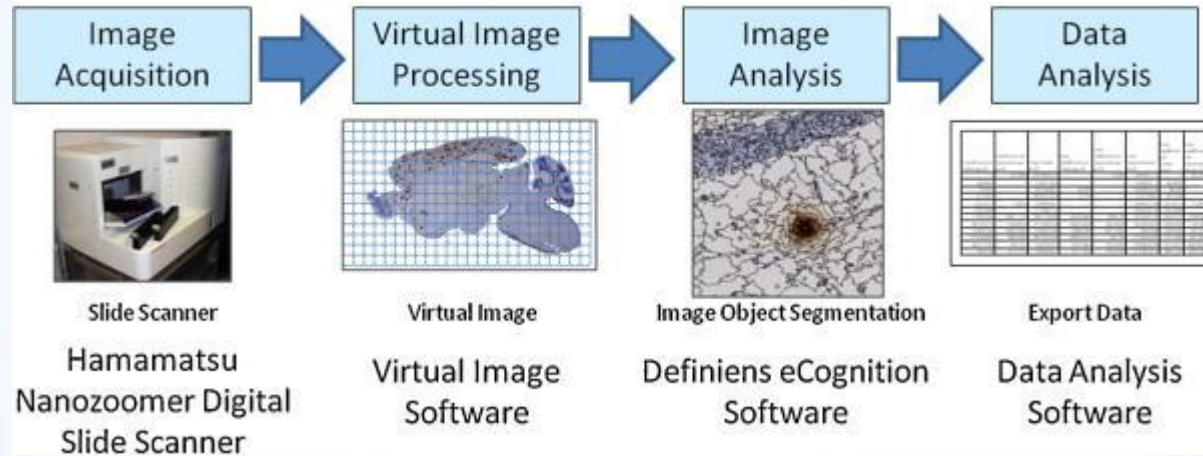 Image
Acquisition
Virtual Image
Processing
Image
Analysis
Data
Analysis
Slide Scanner
Virtual Image
Image Object Segmentation
Export Data
Hamamatsu
Nanozoomer Digital
Slide Scanner
Virtual Image
Software
Definiens eCognition
Software
Data Analysis
Software